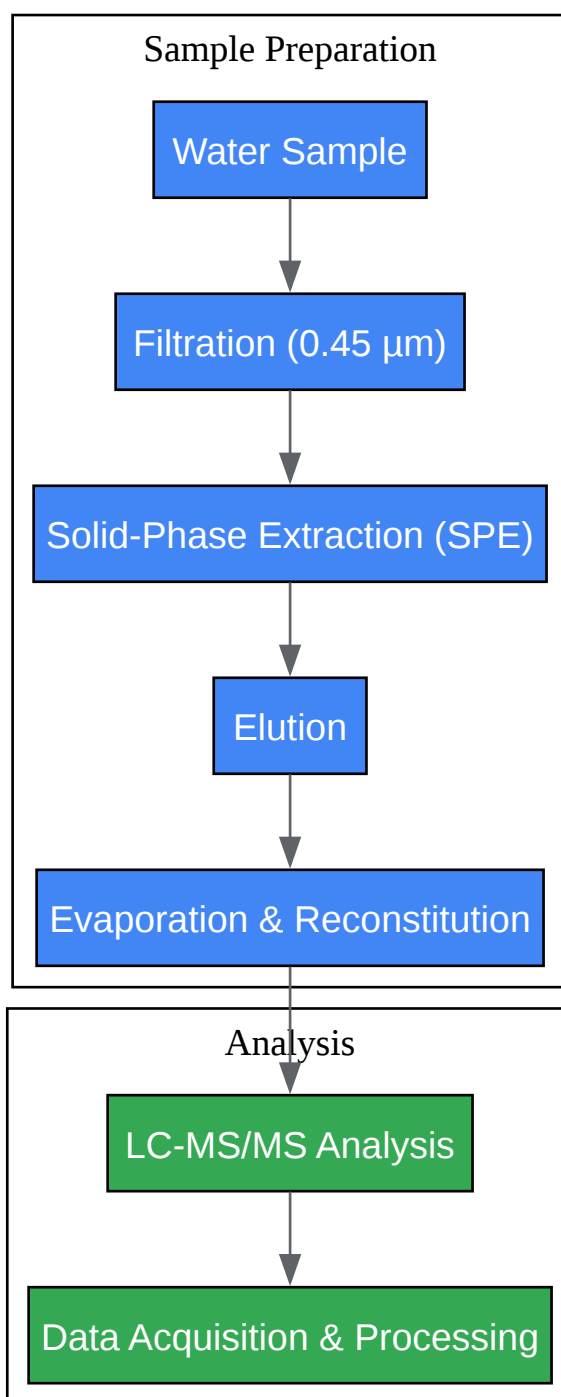 Sample Preparation
Water Sample
Filtration (0.45 µm)
Solid-Phase Extraction (SPE)
Elution
Evaporation & Reconstitution
Analysis
LC-MS/MS Analysis
Data Acquisition & Processing